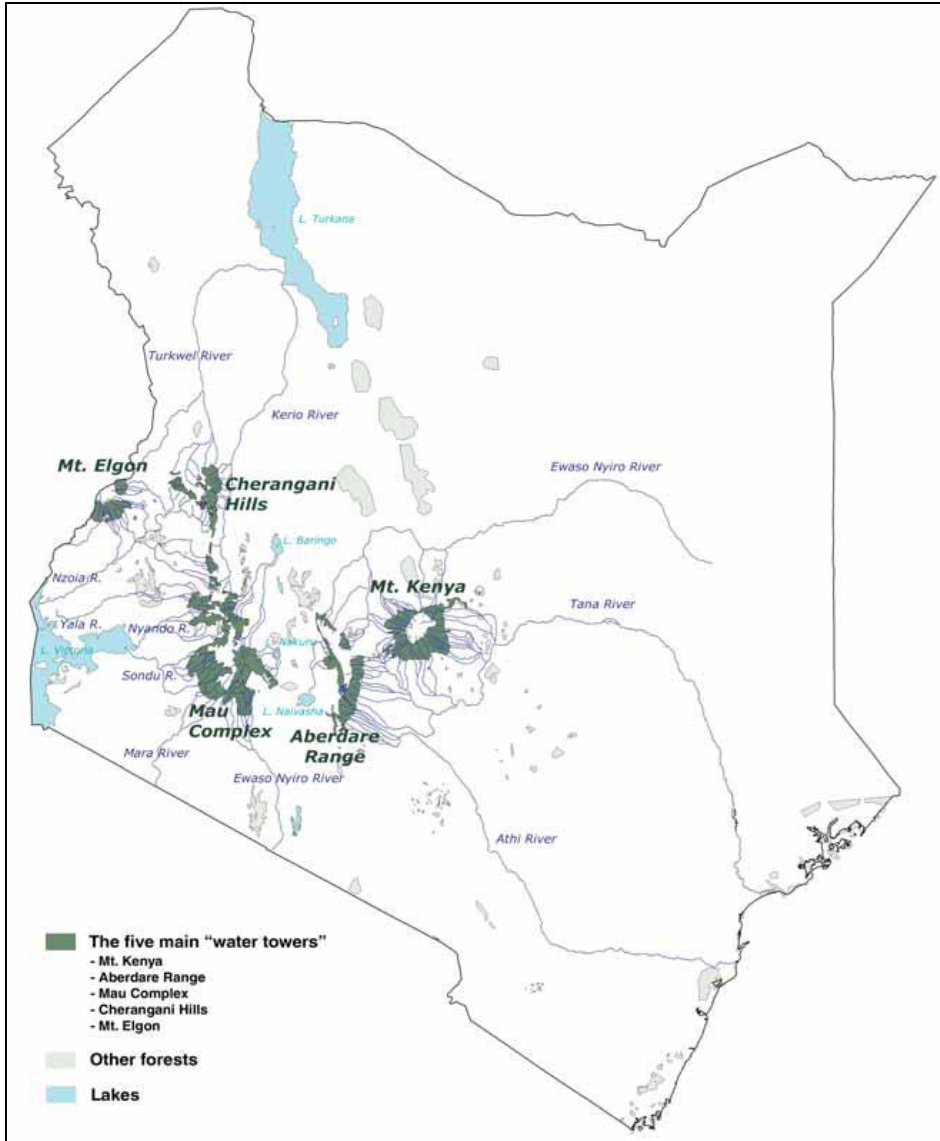 L. Turkana
Turkwel River
Kerio River
Mt. Elgon
Cherangani
Hills
Ewaso Nyiro River
L. Baringo
Nzoia R.
Mt. Kenya
Tana River
Yala R.
Nyando R.
L. Victoria
L. Nakuru
Sondu R.
Mau
Complex
L. Naivasha
Aberdare
Range
Mara River
Ewaso Nyiro River
Athi River
The five main “water towers”
- Mt. Kenya
- Aberdare Range
- Mau Complex
- Cherangani Hills
- Mt. Elgon
Other forests
Lakes